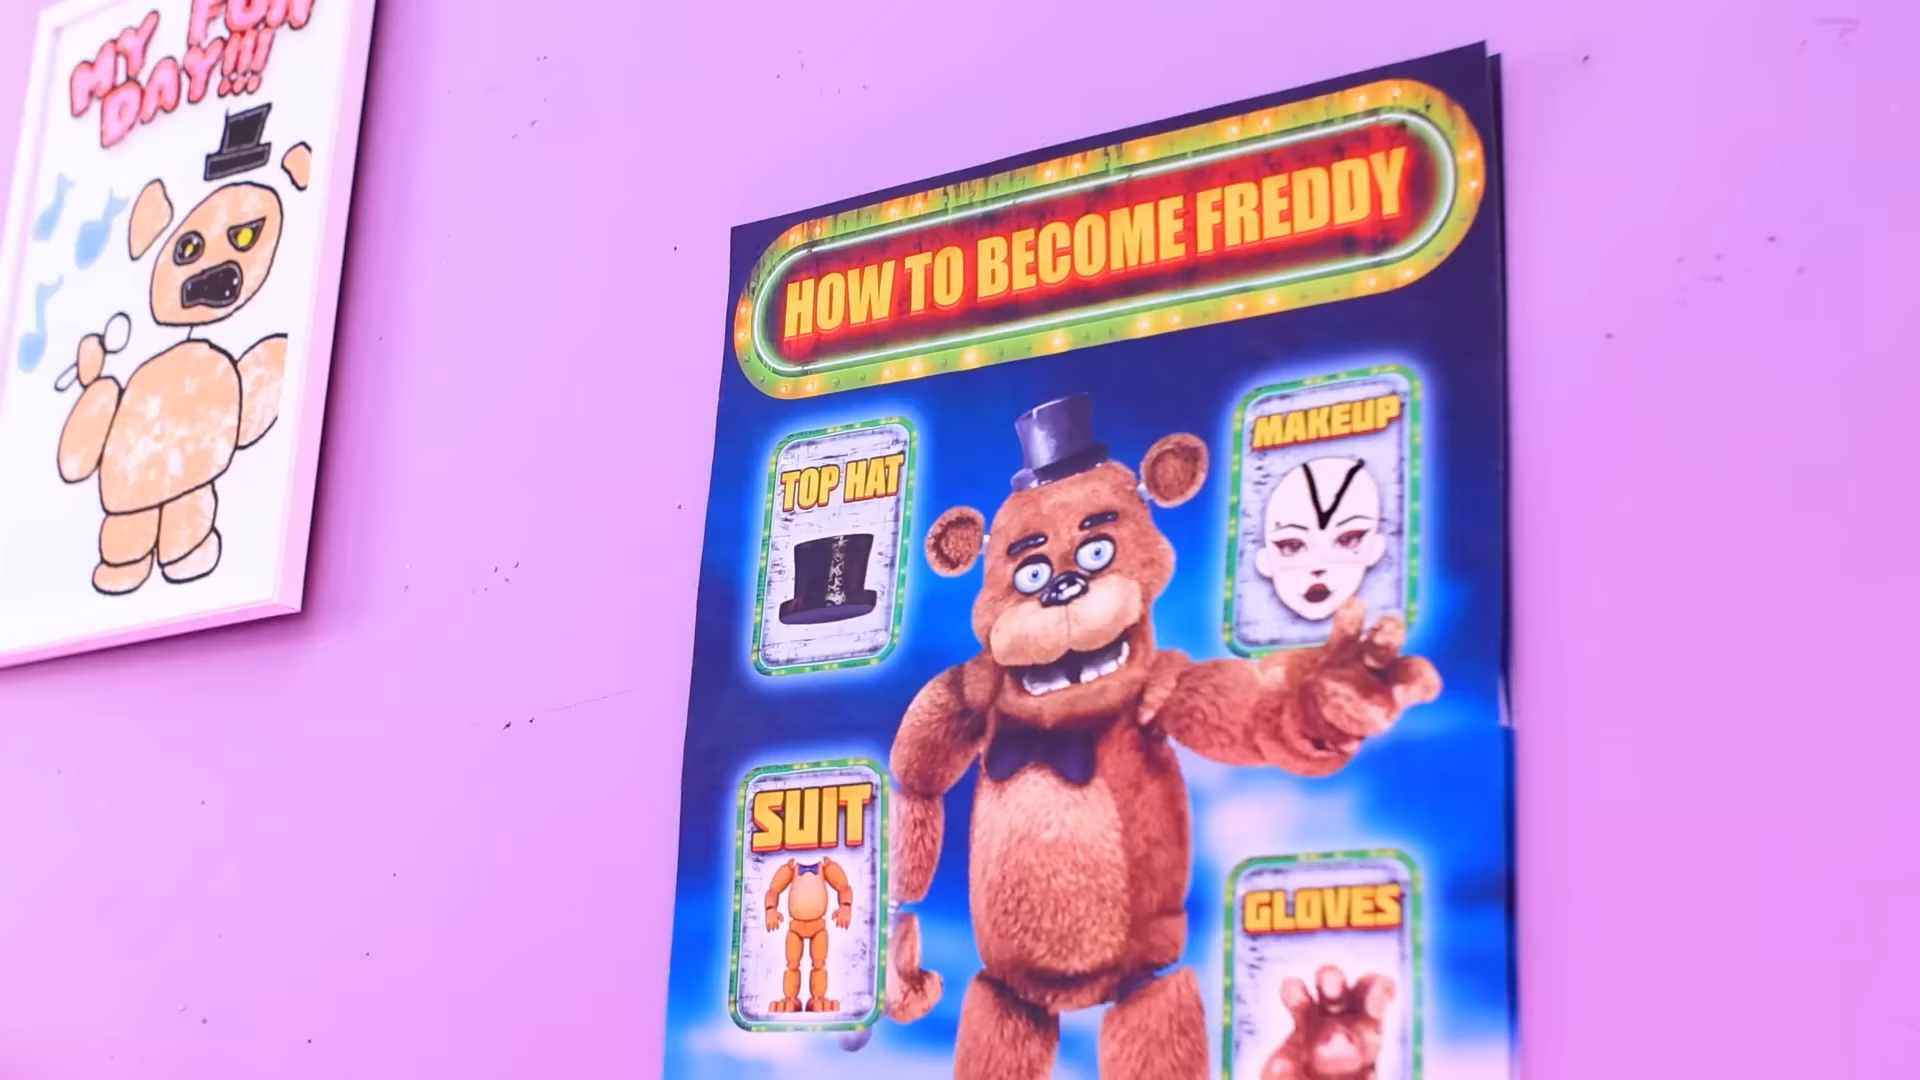 MY FUN
DAY!!!
HOW TO BECOME FREDDY
TOP HAT
MAKEUP
SUIT
GLOVES